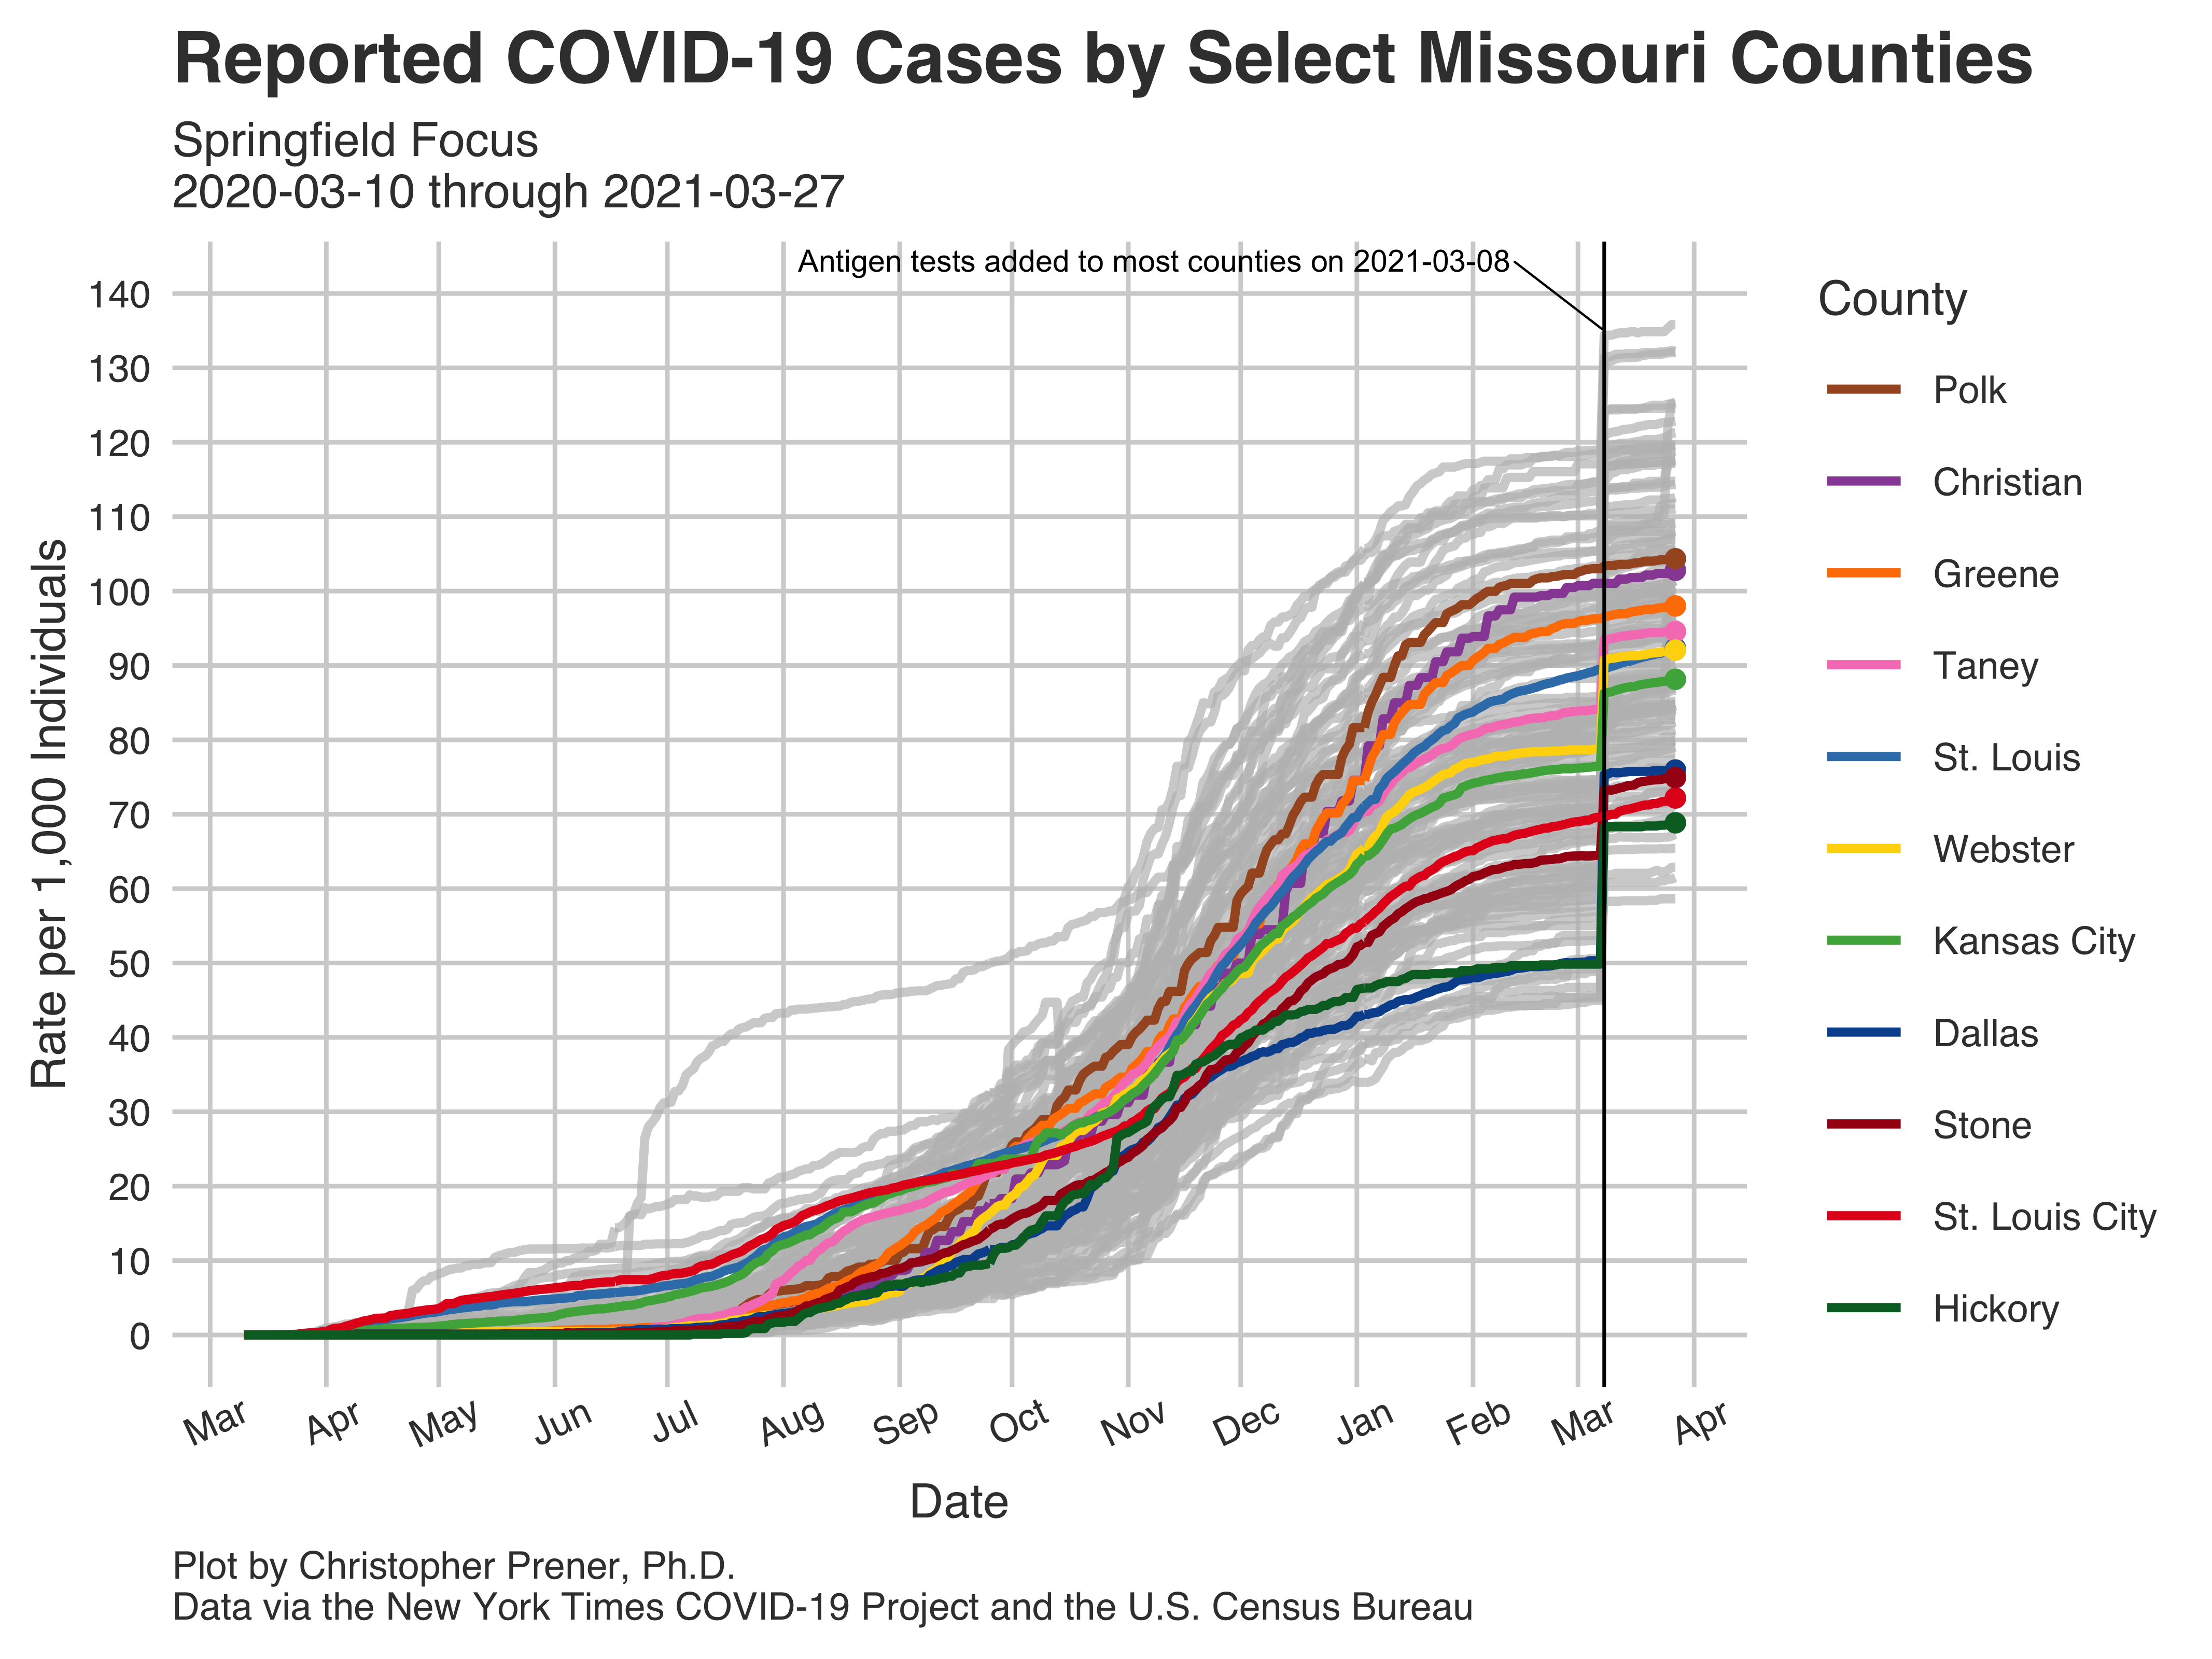 Reported COVID-19 Cases by Select Missouri Counties
Springfield Focus
2020-03-10 through 2021-03-27
Antigen tests added to most counties on 2021-03-08
Rate per 1,000 Individuals
140
130
120
110
100
90
80
70
60
50
40
30
20
10
0
Mar Apr May Jun Jul Aug Sep Oct Nov Dec Jan Feb Mar Apr
Date
County
Polk
Christian
Greene
Taney
St. Louis
Webster
Kansas City
Dallas
Stone
St. Louis City
Hickory
Plot by Christopher Prener, Ph.D.
Data via the New York Times COVID-19 Project and the U.S. Census Bureau